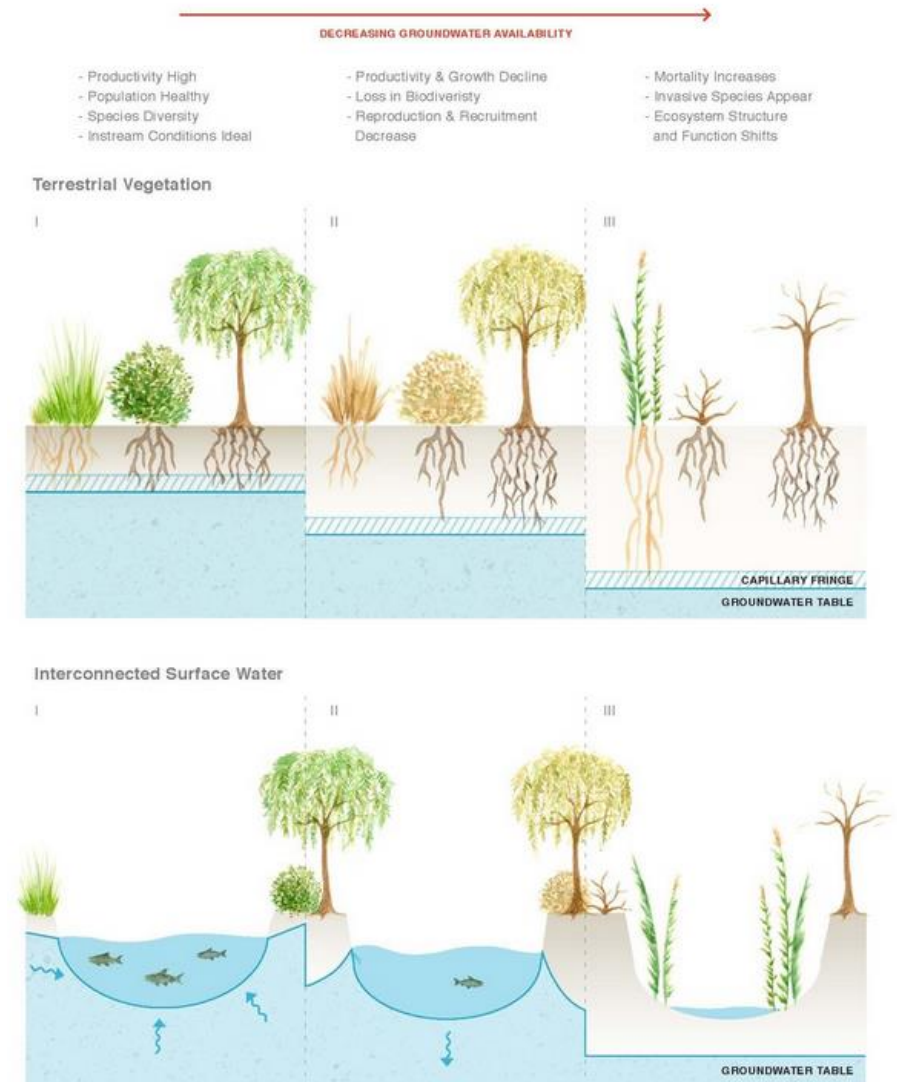 DECREASING GROUNDWATER AVAILABILITY
- Productivity High
- Population Healthy
- Species Diversity
- Instream Conditions Ideal
- Productivity & Growth Decline
- Loss in Biodiveristy
- Reproduction & Recruitment
Decrease
- Mortality Increases
- Invasive Species Appear
- Ecosystem Structure
and Function Shifts
Terrestrial Vegetation
I
II
III
CAPILLARY FRINGE
GROUNDWATER TABLE
Interconnected Surface Water
I
II
III
GROUNDWATER TABLE